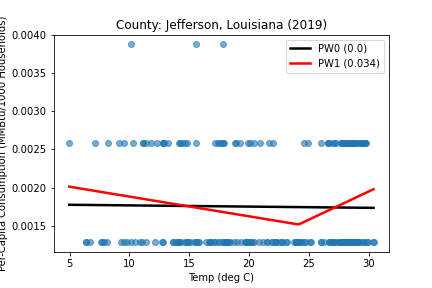 County: Jefferson, Louisiana (2019)
Per-Capita Consumption (MMBtu/1000 Households)
0.0040
0.0035
0.0030
0.0025
0.0020
0.0015
PW0 (0.0)
PW1 (0.034)
5
10
15
20
25
30
Temp (deg C)